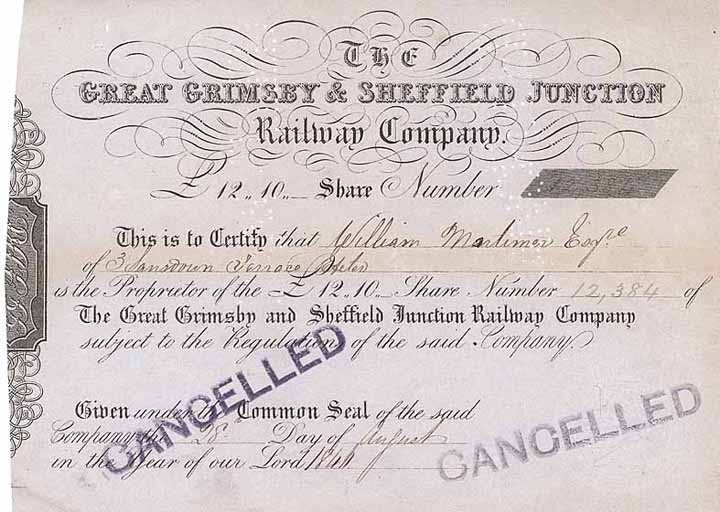 THE
GREAT GRIMSBY & SHEFFIELD JUNCTION
Railway Company.
£ 12,, 10,,— Share Number
This is to Certify that William Mortimer Esqre
of 3 Lansdown Terrace
is the Proprietor of the £ 12,, 10,,— Share Number 12,384 of
The Great Grimsby and Sheffield Junction Railway Company
subject to the Regulations of the said Company
Given under the Common Seal of the said
Company the 28th Day of August
in the Year of our Lord
CANCELLED
CANCELLED